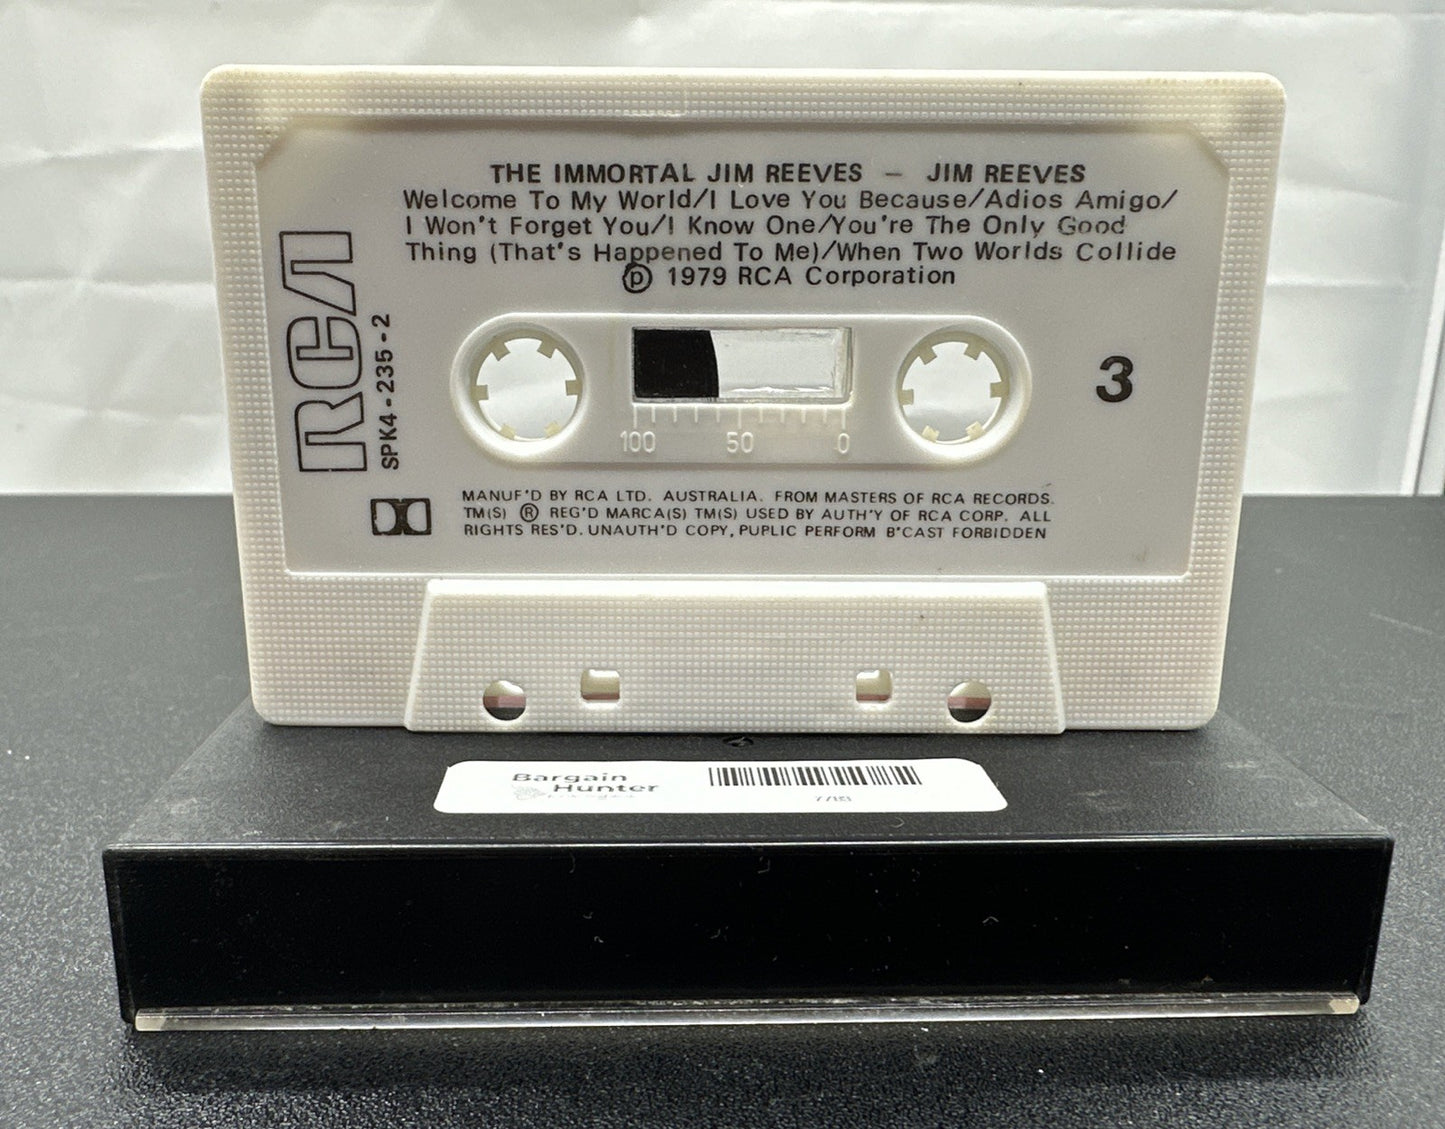 THE IMMORTAL JIM REEVES — JIM REEVES
Welcome To My World/I Love You Because/Adios Amigo/
I Won't Forget You/I Know One/You're The Only Good
Thing (That's Happened To Me)/When Two Worlds Collide
℗ 1979 RCA Corporation
RCA
SPK4-235-2
3
100 50 0
MANUF'D BY RCA LTD. AUSTRALIA. FROM MASTERS OF RCA RECORDS.
TM(S) ® REG'D MARCA(S) TM(S) USED BY AUTH'Y OF RCA CORP. ALL
RIGHTS RES'D. UNAUTH'D COPY, PUPLIC PERFORM B'CAST FORBIDDEN
Bargain
Hunter